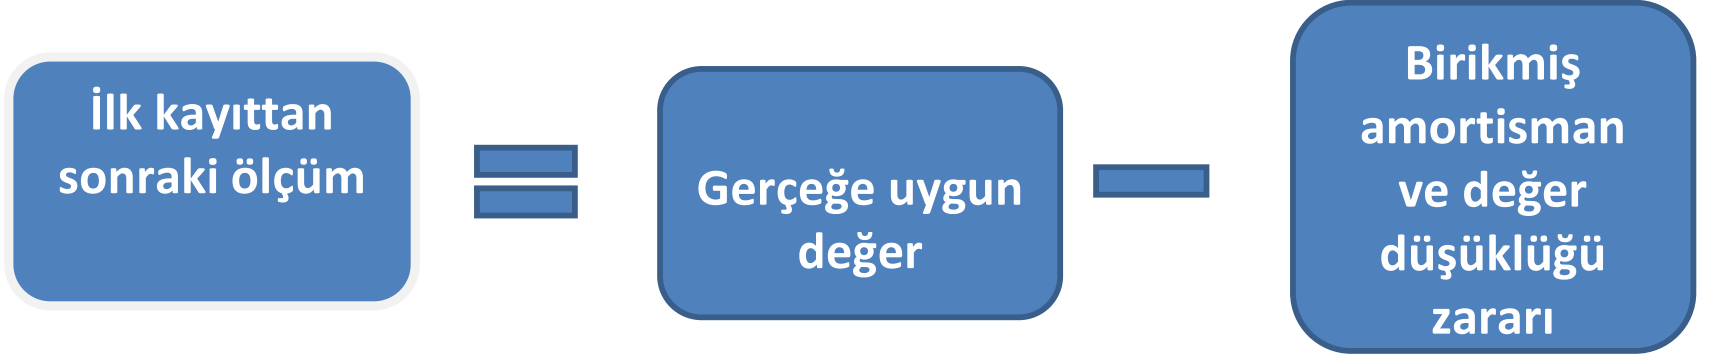 İlk kayıttan
sonraki ölçüm
Gerçeğe uygun
değer
Birikmiş
amortisman
ve değer
düşüklüğü
zararı